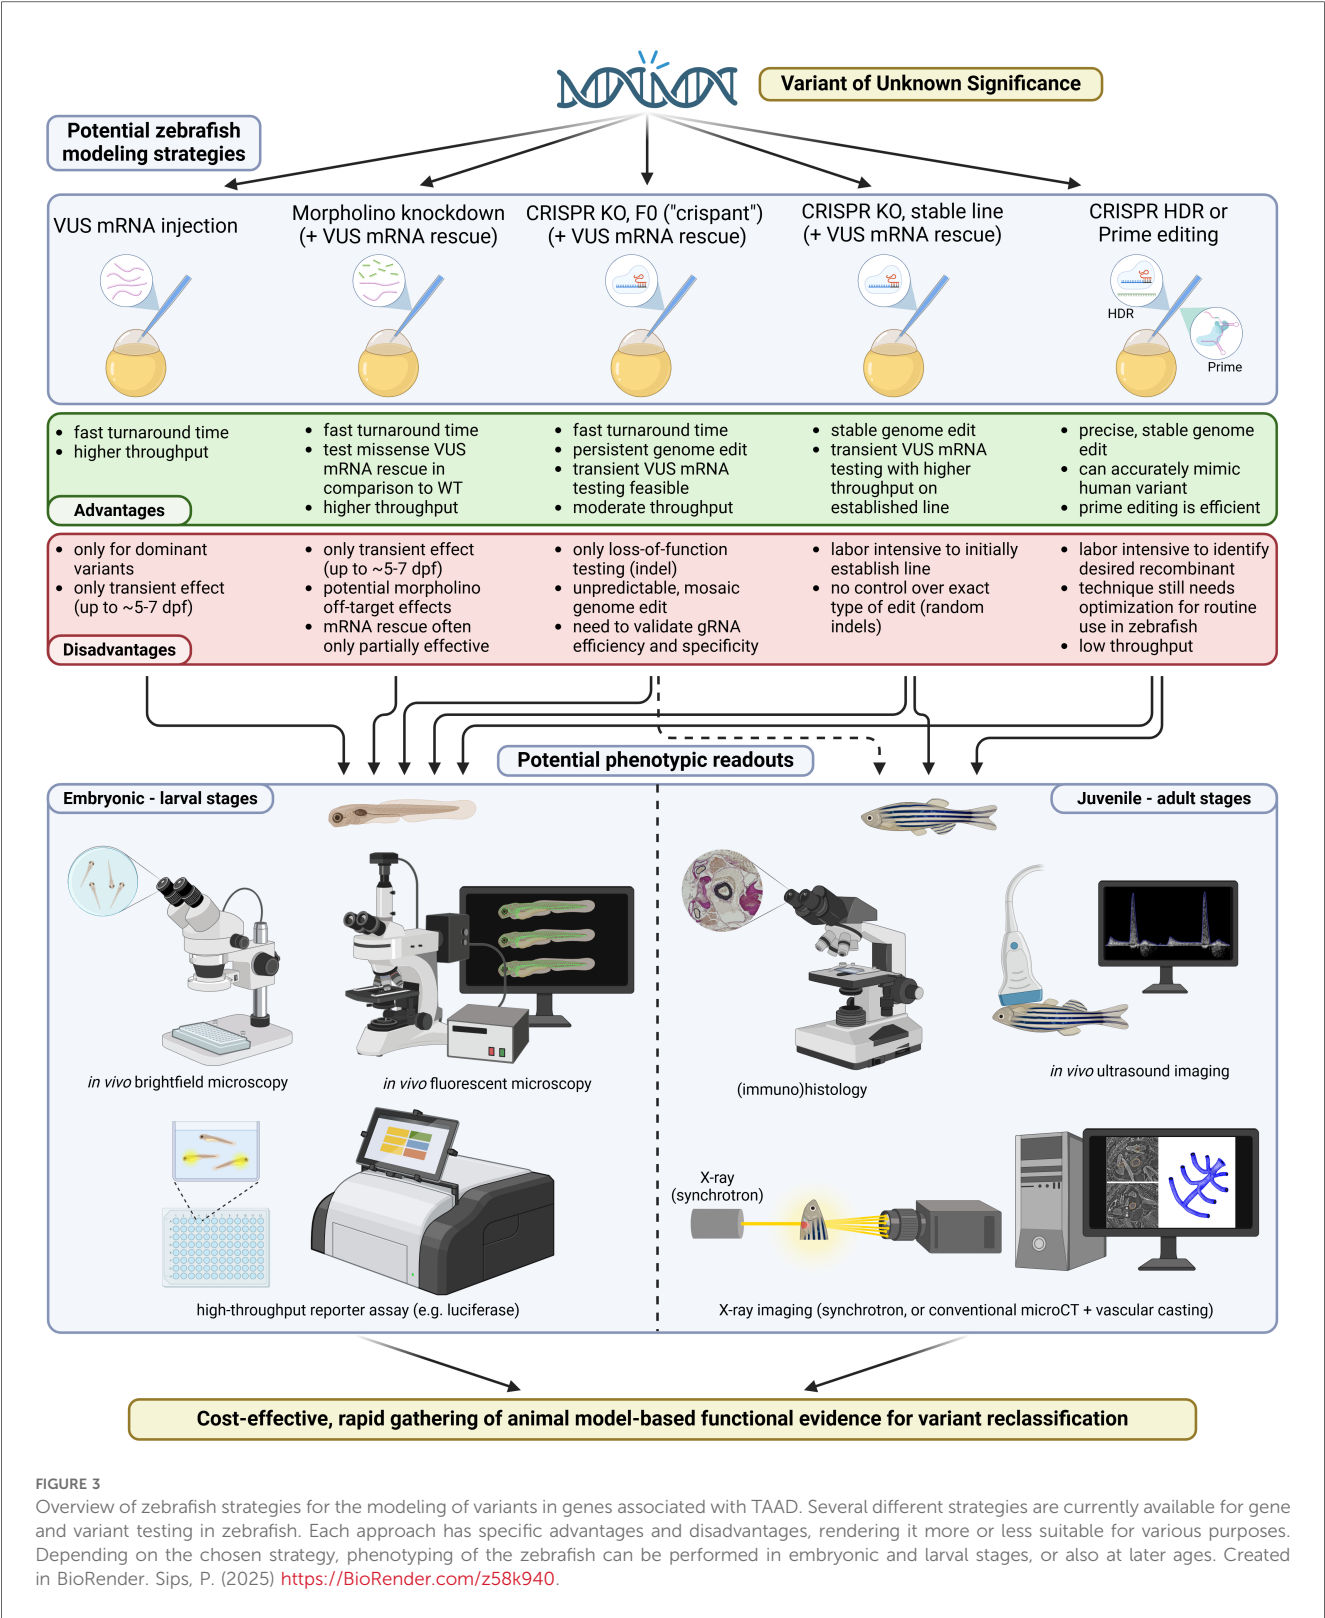 Variant of Unknown Significance
Potential zebrafish
modeling strategies
VUS mRNA injection
Morpholino knockdown
(+ VUS mRNA rescue)
CRISPR KO, F0 ("crispant")
(+ VUS mRNA rescue)
CRISPR KO, stable line
(+ VUS mRNA rescue)
CRISPR HDR or
Prime editing
HDR
Prime
• fast turnaround time
• higher throughput
• fast turnaround time
• test missense VUS
mRNA rescue in
comparison to WT
• higher throughput
• fast turnaround time
• persistent genome edit
• transient VUS mRNA
testing feasible
• moderate throughput
• stable genome edit
• transient VUS mRNA
testing with higher
throughput on
established line
• precise, stable genome
edit
• can accurately mimic
human variant
• prime editing is efficient
Advantages
• only for dominant
variants
• only transient effect
(up to ~5-7 dpf)
• only transient effect
(up to ~5-7 dpf)
• potential morpholino
off-target effects
• mRNA rescue often
only partially effective
• only loss-of-function
testing (indel)
• unpredictable, mosaic
genome edit
• need to validate gRNA
efficiency and specificity
• labor intensive to initially
establish line
• no control over exact
type of edit (random
indels)
• labor intensive to identify
desired recombinant
• technique still needs
optimization for routine
use in zebrafish
• low throughput
Disadvantages
Potential phenotypic readouts
Embryonic - larval stages
Juvenile - adult stages
in vivo brightfield microscopy
in vivo fluorescent microscopy
(immuno)histology
in vivo ultrasound imaging
high-throughput reporter assay (e.g. luciferase)
X-ray
(synchrotron)
X-ray imaging (synchrotron, or conventional microCT + vascular casting)
Cost-effective, rapid gathering of animal model-based functional evidence for variant reclassification
FIGURE 3
Overview of zebrafish strategies for the modeling of variants in genes associated with TAAD. Several different strategies are currently available for gene
and variant testing in zebrafish. Each approach has specific advantages and disadvantages, rendering it more or less suitable for various purposes.
Depending on the chosen strategy, phenotyping of the zebrafish can be performed in embryonic and larval stages, or also at later ages. Created
in BioRender. Sips, P. (2025) https://BioRender.com/z58k940.